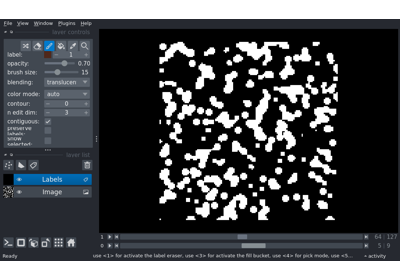 File View Window Plugins Help
layer controls
label: 1
opacity: 0.70
brush size: 15
blending: translucen
color mode: auto
contour: 0
n edit dim: 3
contiguous:
preserve labels:
show selected:
layer list
Labels
Image
1 64 127
0 5 9
Ready use <1> for activate the label eraser, use <3> for activate the fill bucket, use <4> for pick mode, use <5... activity